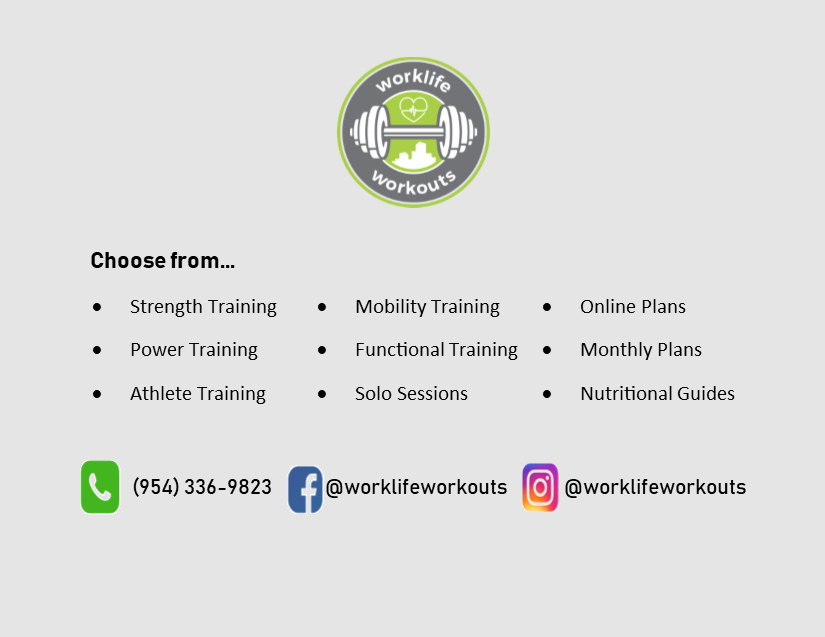 worklife
workouts
Choose from...
• Strength Training
• Mobility Training
• Online Plans
• Power Training
• Functional Training
• Monthly Plans
• Athlete Training
• Solo Sessions
• Nutritional Guides
(954) 336-9823
@worklifeworkouts
@worklifeworkouts